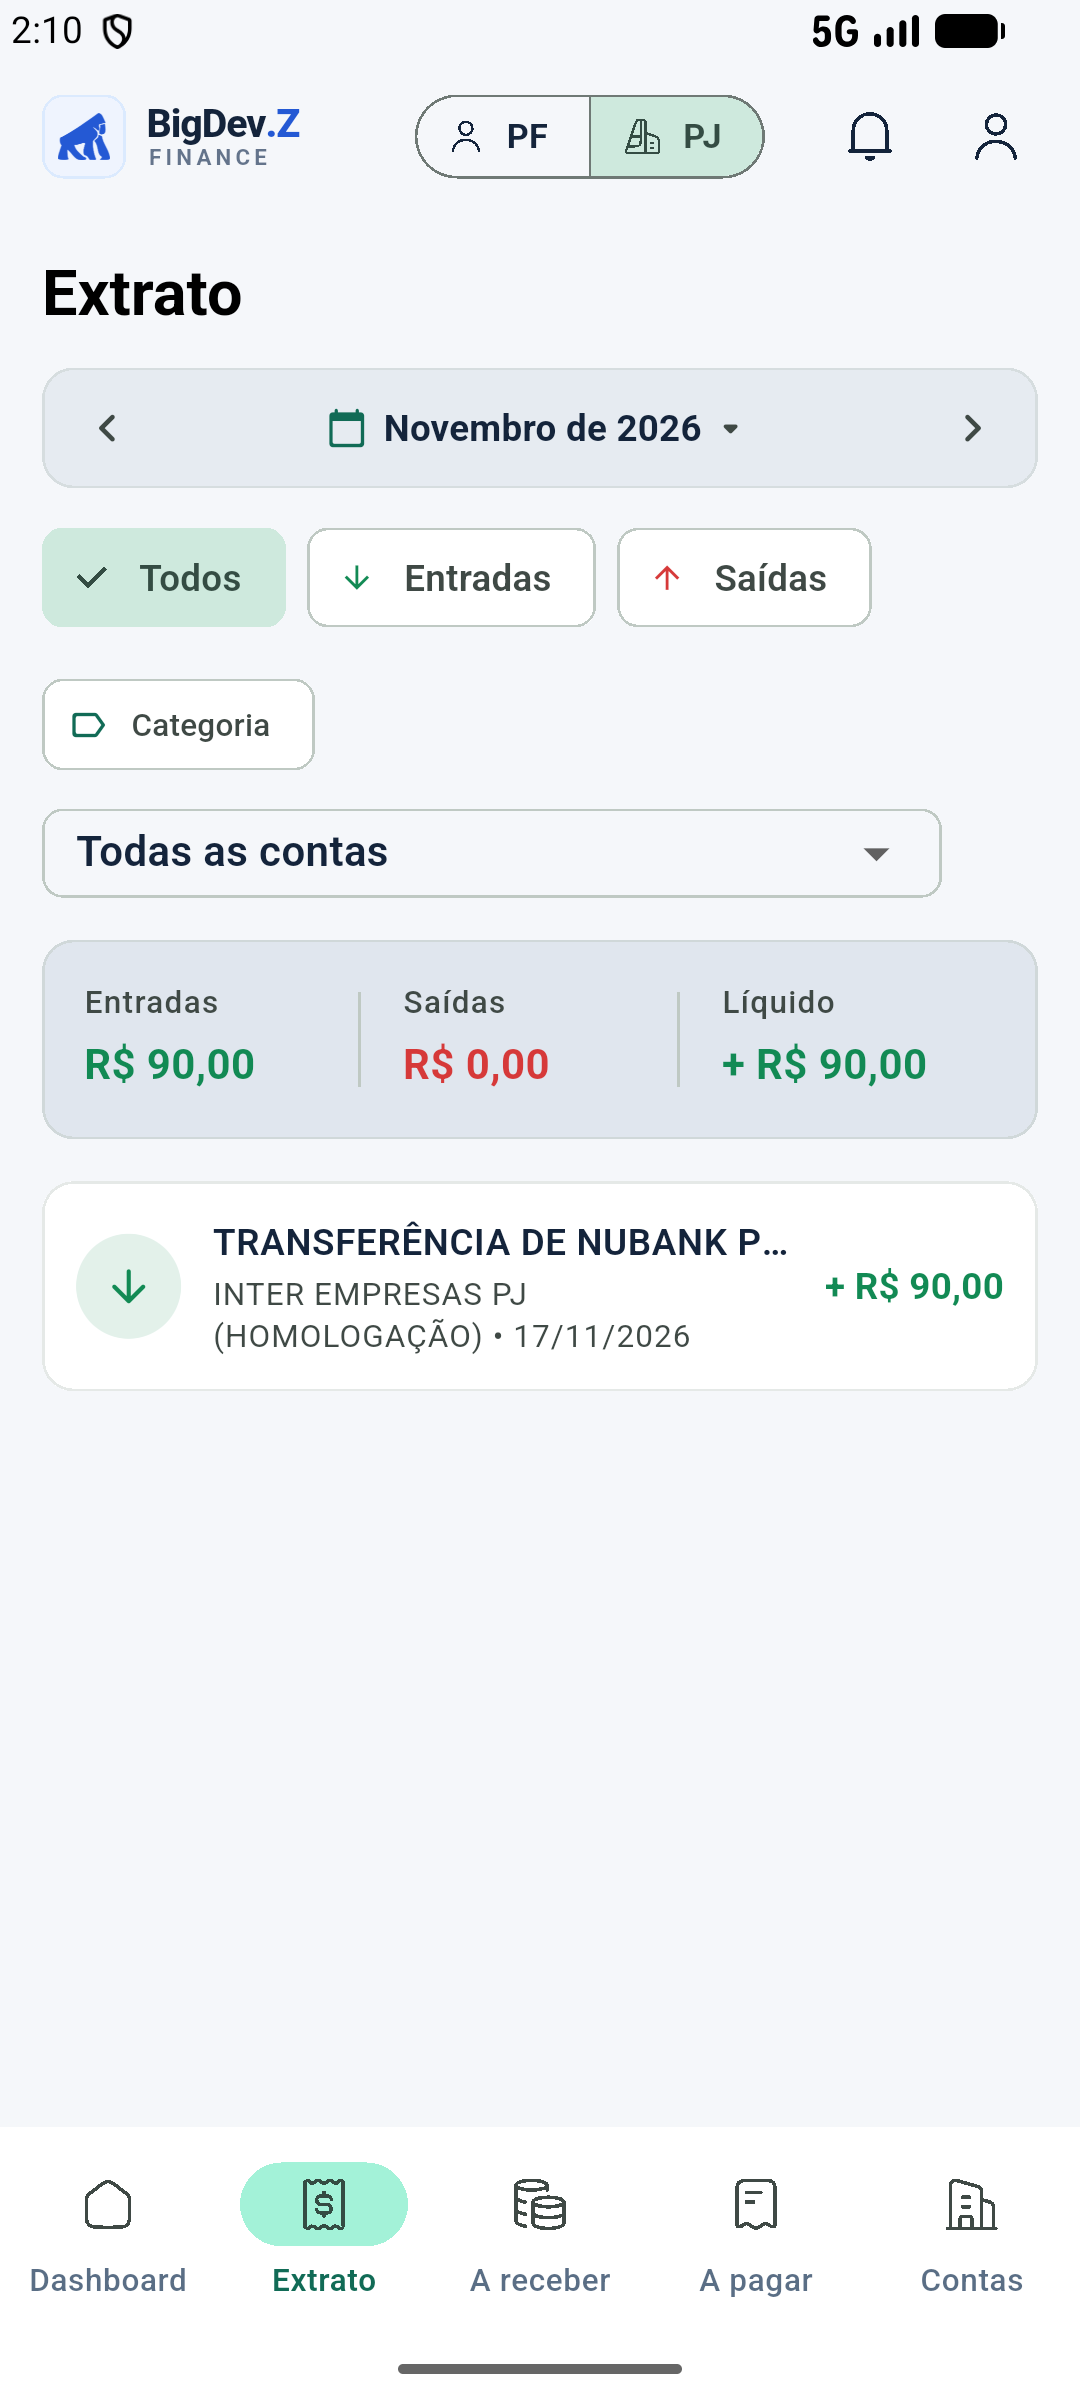 2:10
5G
BigDev.Z
FINANCE
PF
PJ
Extrato
Novembro de 2026
Todos
Entradas
Saídas
Categoria
Todas as contas
Entradas
Saídas
Líquido
R$ 90,00
R$ 0,00
+ R$ 90,00
TRANSFERÊNCIA DE NUBANK P...
INTER EMPRESAS PJ
(HOMOLOGAÇÃO) • 17/11/2026
+ R$ 90,00
Dashboard
Extrato
A receber
A pagar
Contas